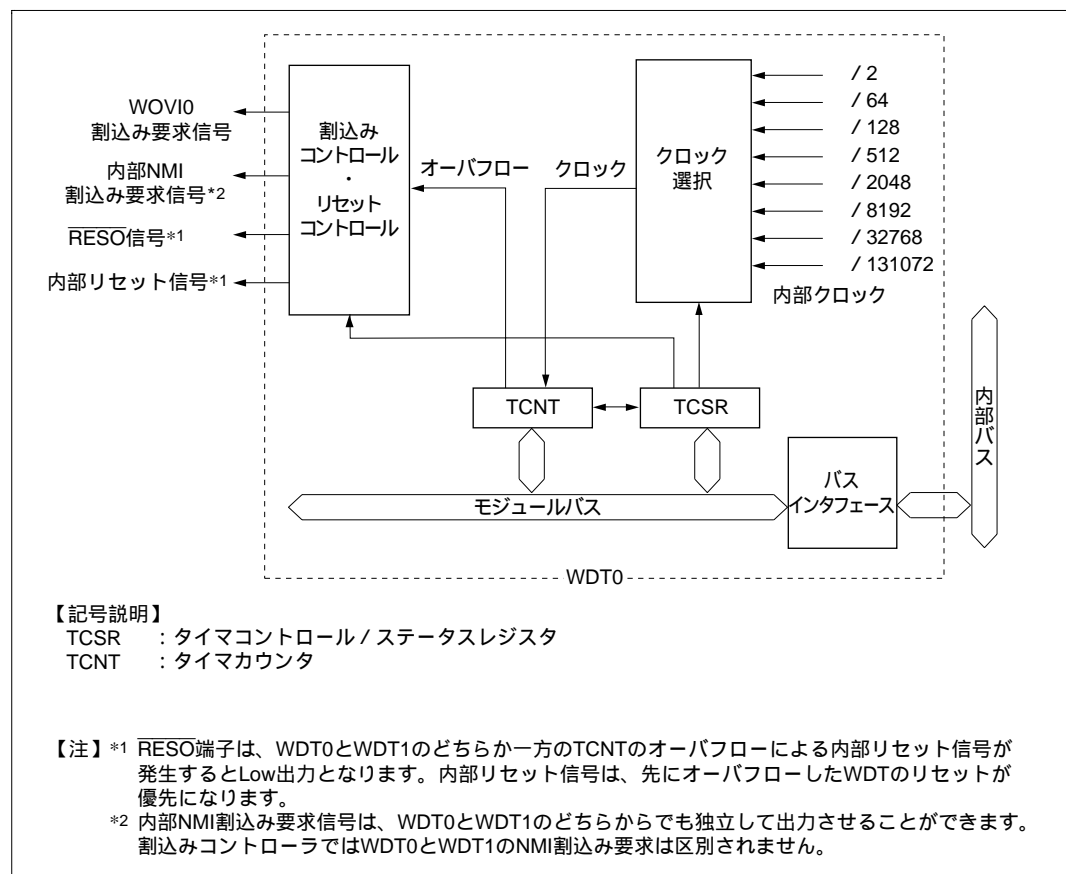 WOVI0
割込み要求信号
内部NMI
割込み要求信号*2
RESO信号*1
内部リセット信号*1
割込み
コントロール
・
リセット
コントロール
オーバフロー
クロック
クロック
選択
/ 2
/ 64
/ 128
/ 512
/ 2048
/ 8192
/ 32768
/ 131072
内部クロック
TCNT
TCSR
モジュールバス
バス
インタフェース
内部バス
WDT0
【記号説明】
TCSR : タイマコントロール / ステータスレジスタ
TCNT : タイマカウンタ
【注】*1 RESO端子は、WDT0とWDT1のどちらか一方のTCNTのオーバフローによる内部リセット信号が
発生するとLow出力となります。内部リセット信号は、先にオーバフローしたWDTのリセットが
優先になります。
*2 内部NMI割込み要求信号は、WDT0とWDT1のどちらからでも独立して出力させることができます。
割込みコントローラではWDT0とWDT1のNMI割込み要求は区別されません。